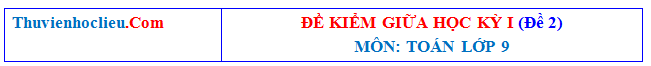 Thuvienhoclieu.Com
ĐỀ KIỂM GIỮA HỌC KỲ I (Đề 2)
MÔN: TOÁN LỚP 9